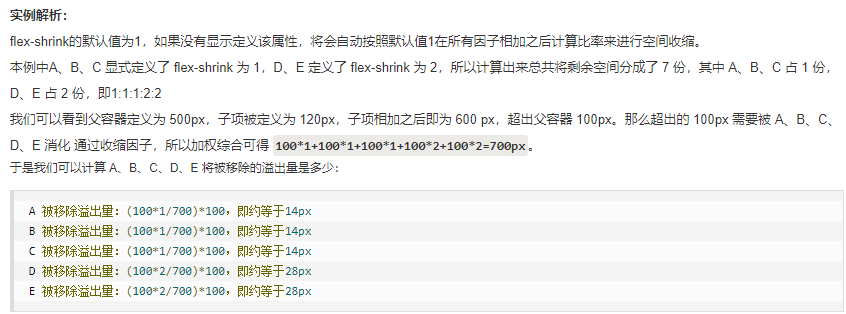 实例解析：
flex-shrink的默认值为1，如果没有显示定义该属性，将会自动按照默认值1在所有因子相加之后计算比率来进行空间收缩。
本例中A、B、C 显式定义了 flex-shrink 为 1，D、E 定义了 flex-shrink 为 2，所以计算出来总共将剩余空间分成了 7 份，其中 A、B、C 占 1 份，
D、E 占 2 份，即1:1:1:2:2
我们可以看到父容器定义为 500px，子项被定义为 120px，子项相加之后即为 600 px，超出父容器 100px。那么超出的 100px 需要被 A、B、C、
D、E 消化 通过收缩因子，所以加权综合可得 100*1+100*1+100*1+100*2+100*2=700px。
于是我们可以计算 A、B、C、D、E 将被移除的溢出量是多少：
A 被移除溢出量：(100*1/700)*100，即约等于14px
B 被移除溢出量：(100*1/700)*100，即约等于14px
C 被移除溢出量：(100*1/700)*100，即约等于14px
D 被移除溢出量：(100*2/700)*100，即约等于28px
E 被移除溢出量：(100*2/700)*100，即约等于28px